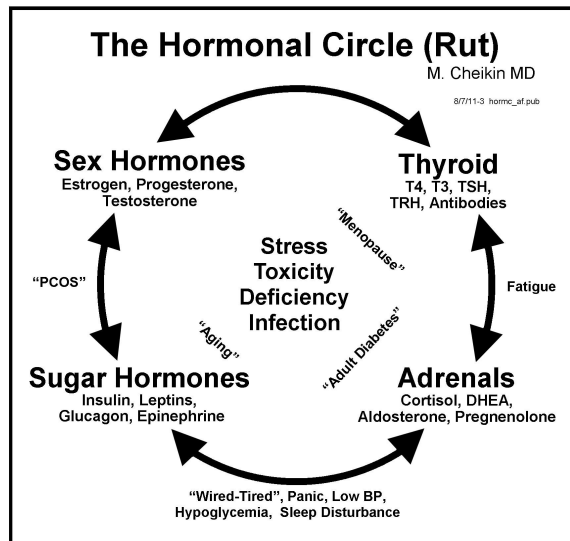 The Hormonal Circle (Rut)
M. Cheikin MD
8/7/11-3 hormc_af.pub
Sex Hormones
Estrogen, Progesterone,
Testosterone
Thyroid
T4, T3, TSH,
TRH, Antibodies
“Menopause”
Stress
Toxicity
Deficiency
Infection
“PCOS”
Fatigue
“Aging”
“Adult Diabetes”
Sugar Hormones
Insulin, Leptins,
Glucagon, Epinephrine
Adrenals
Cortisol, DHEA,
Aldosterone, Pregnenolone
“Wired-Tired”, Panic, Low BP,
Hypoglycemia, Sleep Disturbance